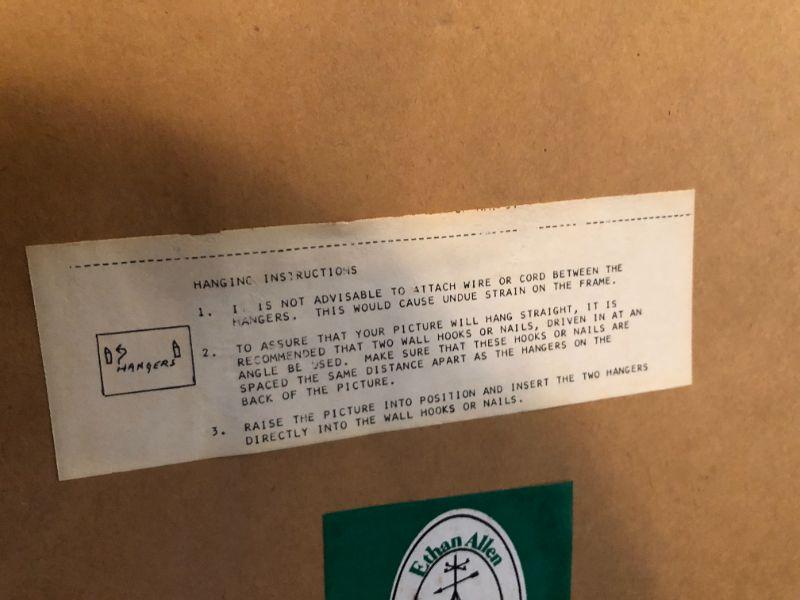 HANGING INSTRUCTIONS
1. IT IS NOT ADVISABLE TO ATTACH WIRE OR CORD BETWEEN THE
HANGERS. THIS WOULD CAUSE UNDUE STRAIN ON THE FRAME.
2. TO ASSURE THAT YOUR PICTURE WILL HANG STRAIGHT, IT IS
RECOMMENDED THAT TWO WALL HOOKS OR NAILS, DRIVEN IN AT AN
ANGLE BE USED. MAKE SURE THAT THESE HOOKS OR NAILS ARE
SPACED THE SAME DISTANCE APART AS THE HANGERS ON THE
BACK OF THE PICTURE.
3. RAISE THE PICTURE INTO POSITION AND INSERT THE TWO HANGERS
DIRECTLY INTO THE WALL HOOKS OR NAILS.
HANGERS
Ethan Allen